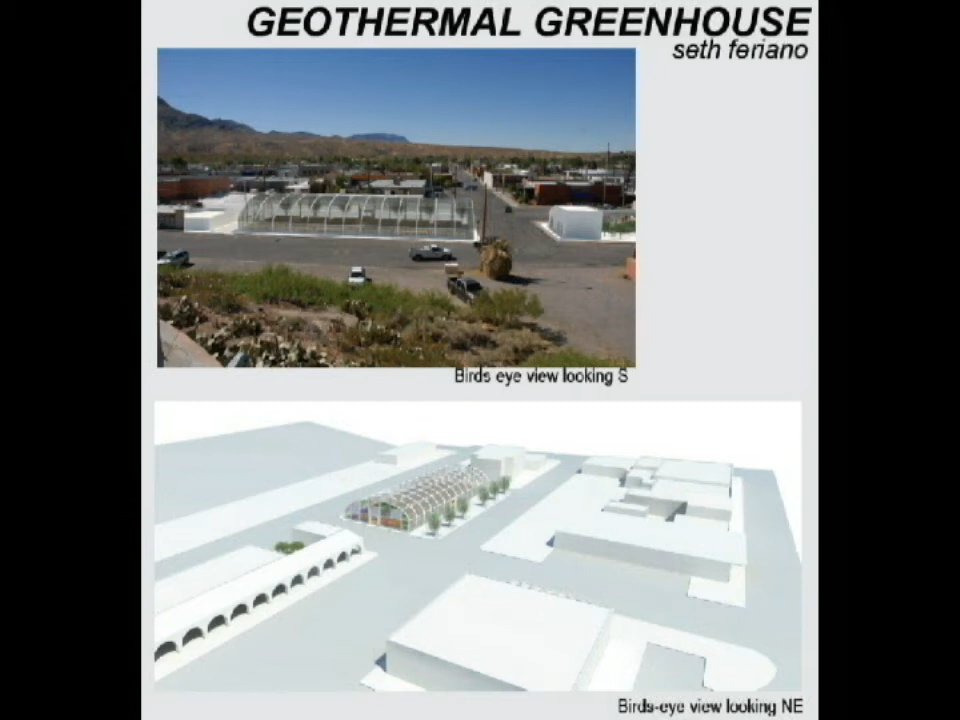 GEOTHERMAL GREENHOUSE
seth feriano
Birds eye view looking S
Birds-eye view looking NE